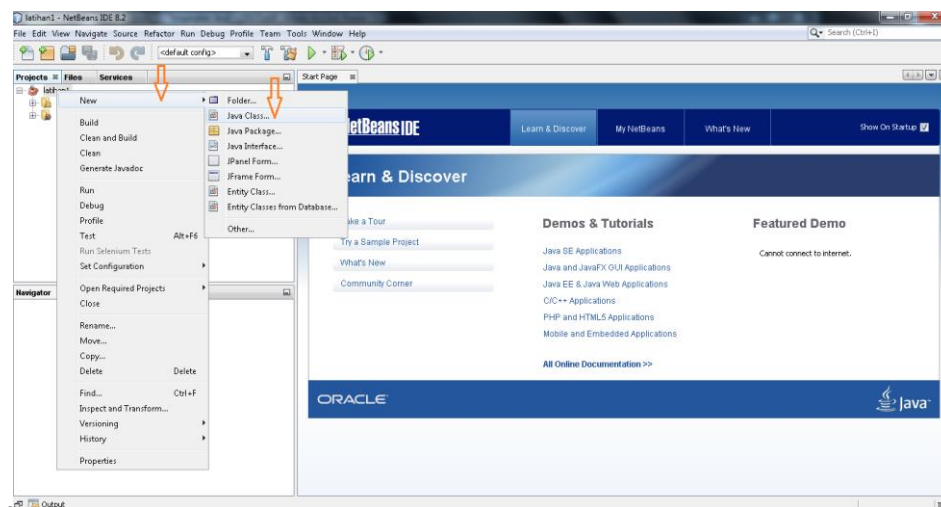 latihan1 - NetBeans IDE 8.2
File Edit View Navigate Source Refactor Run Debug Profile Team Tools Window Help
Search (Ctrl+I)
<default config>
Projects Files Services
Start Page
latihan1
New
Build
Clean and Build
Clean
Generate Javadoc
Run
Debug
Profile
Test Alt+F6
Run Selenium Tests
Set Configuration
Open Required Projects
Close
Rename...
Move...
Copy...
Delete Delete
Find... Ctrl+F
Inspect and Transform...
Versioning
History
Properties
Folder...
Java Class...
Java Package...
Java Interface...
JPanel Form...
JFrame Form...
Entity Class...
Entity Classes from Database...
Other...
Navigator
etBeans IDE
Learn & Discover
My NetBeans
What's New
Show On Startup
earn & Discover
ake a Tour
Try a Sample Project
What's New
Community Corner
Demos & Tutorials
Java SE Applications
Java and JavaFX GUI Applications
Java EE & Java Web Applications
C/C++ Applications
PHP and HTML5 Applications
Mobile and Embedded Applications
All Online Documentation >>
Featured Demo
Cannot connect to internet.
ORACLE
Java
Output